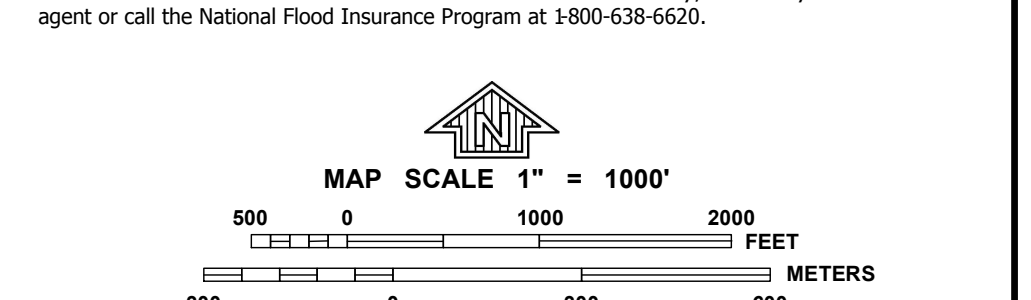 agent or call the National Flood Insurance Program at 1-800-638-6620.
N
MAP SCALE 1" = 1000'
500 0 1000 2000
FEET
METERS
0